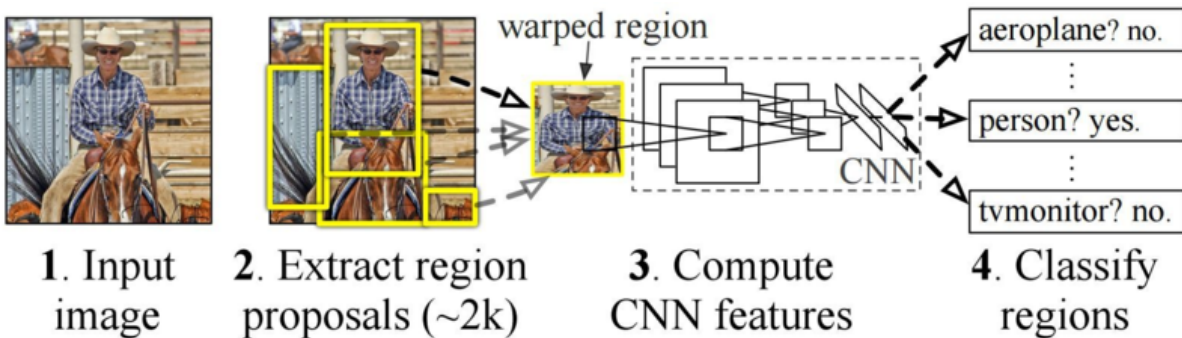 warped region
aeroplane? no.
person? yes.
CNN
tvmonitor? no.
1. Input
image
2. Extract region
proposals (~2k)
3. Compute
CNN features
4. Classify
regions